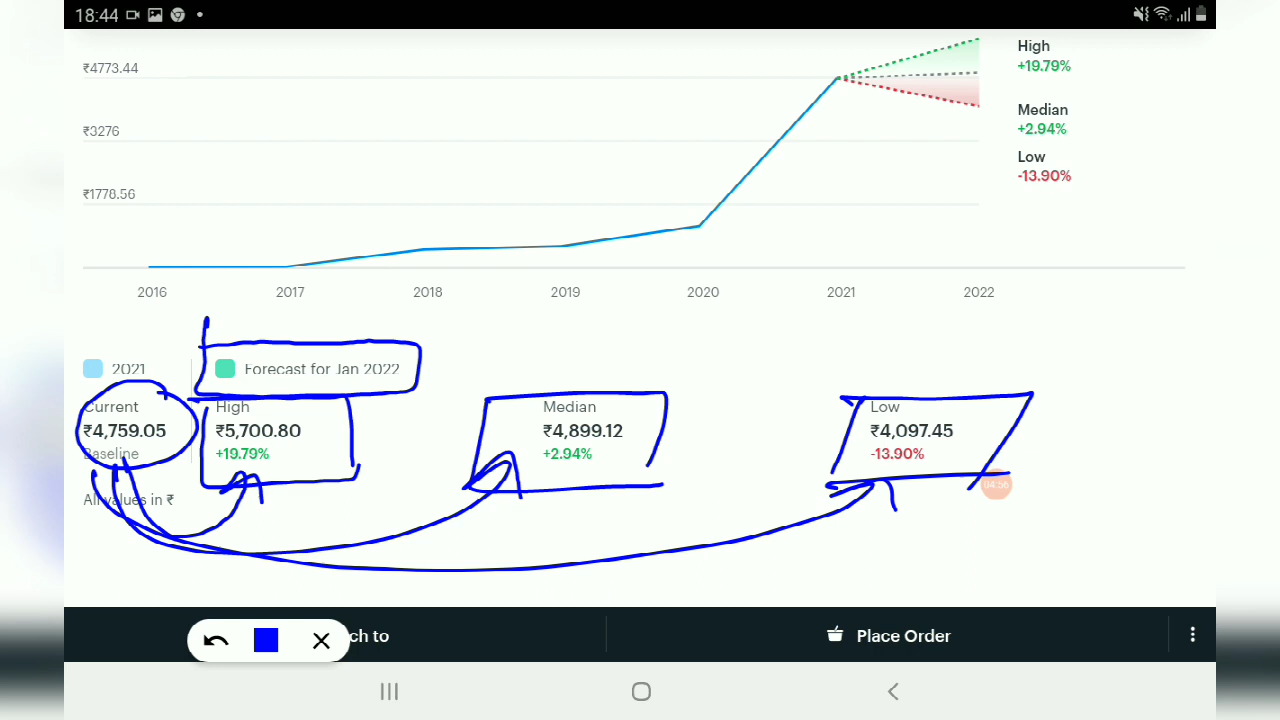 18:44
High
+19.79%
₹4773.44
Median
+2.94%
₹3276
Low
-13.90%
₹1778.56
2016 2017 2018 2019 2020 2021 2022
2021 Forecast for Jan 2022
Current High Median Low
₹4,759.05 ₹5,700.80 ₹4,899.12 ₹4,097.45
Baseline +19.79% +2.94% -13.90%
04:56
All values in ₹
ch to Place Order